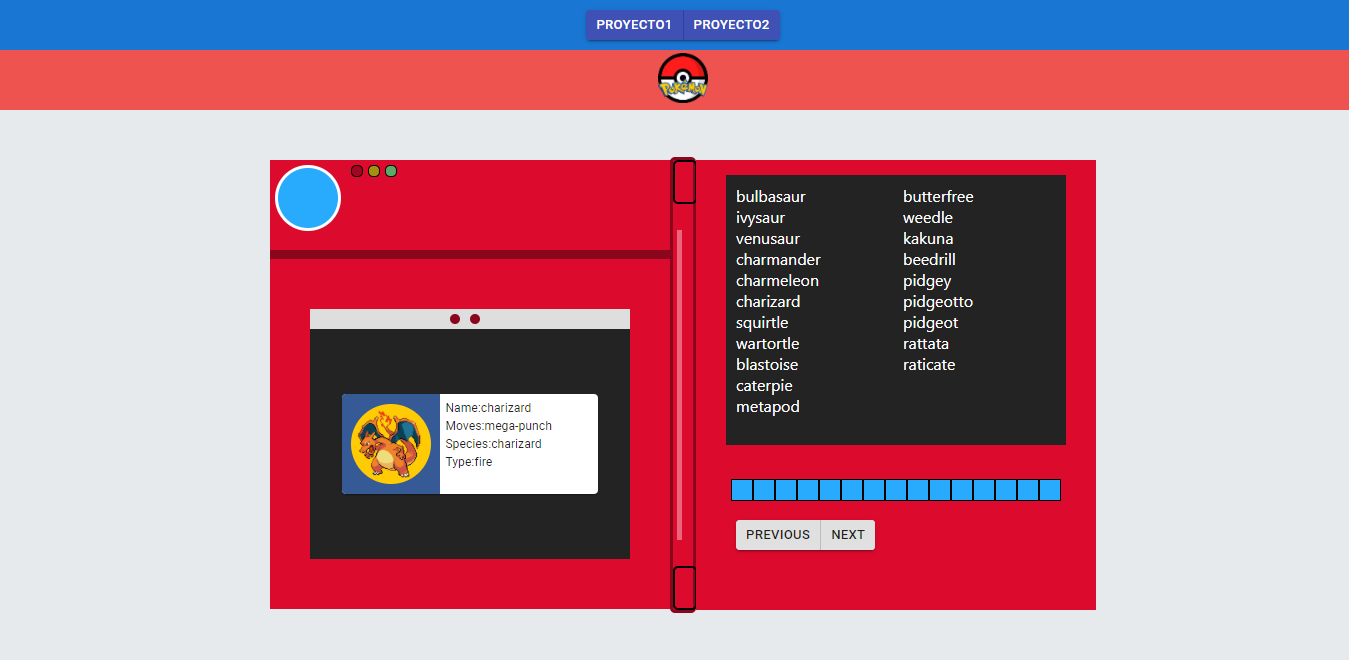 PROYECTO1 PROYECTO2
Pokémon
bulbasaur
ivysaur
venusaur
charmander
charmeleon
charizard
squirtle
wartortle
blastoise
caterpie
metapod
butterfree
weedle
kakuna
beedrill
pidgey
pidgeotto
pidgeot
rattata
raticate
Name:charizard
Moves:mega-punch
Species:charizard
Type:fire
PREVIOUS NEXT